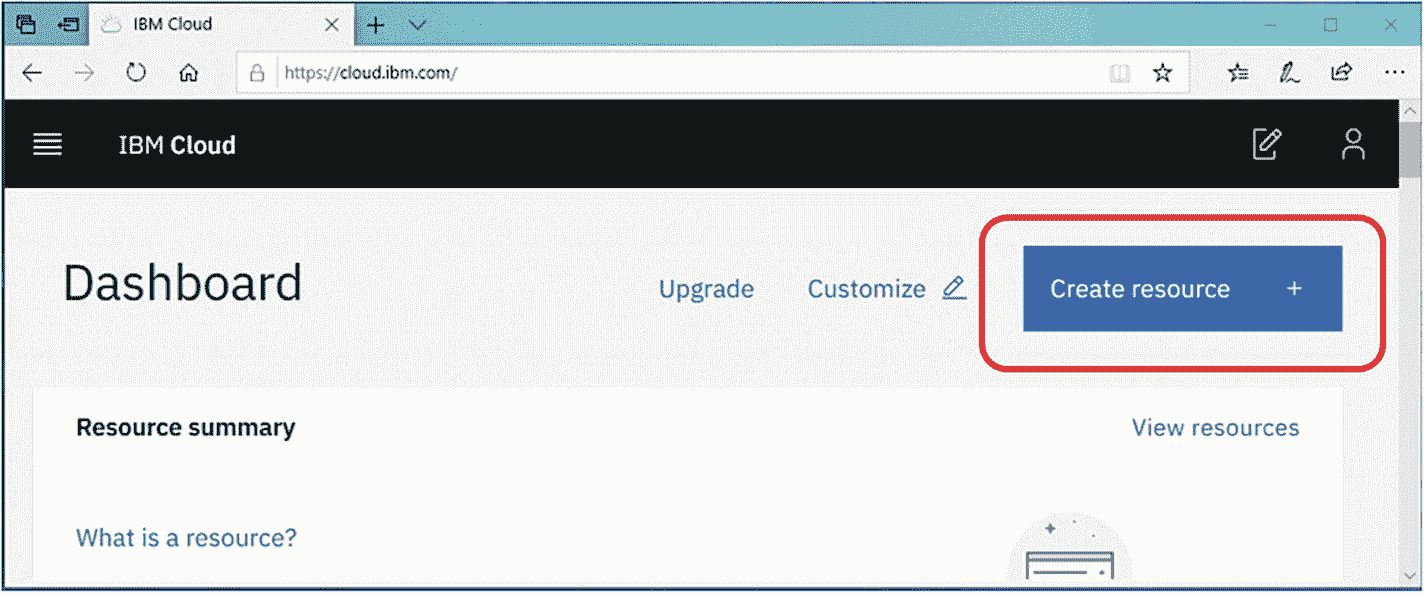 IBM Cloud
https://cloud.ibm.com/
IBM Cloud
Dashboard
Upgrade
Customize
Create resource +
Resource summary
View resources
What is a resource?